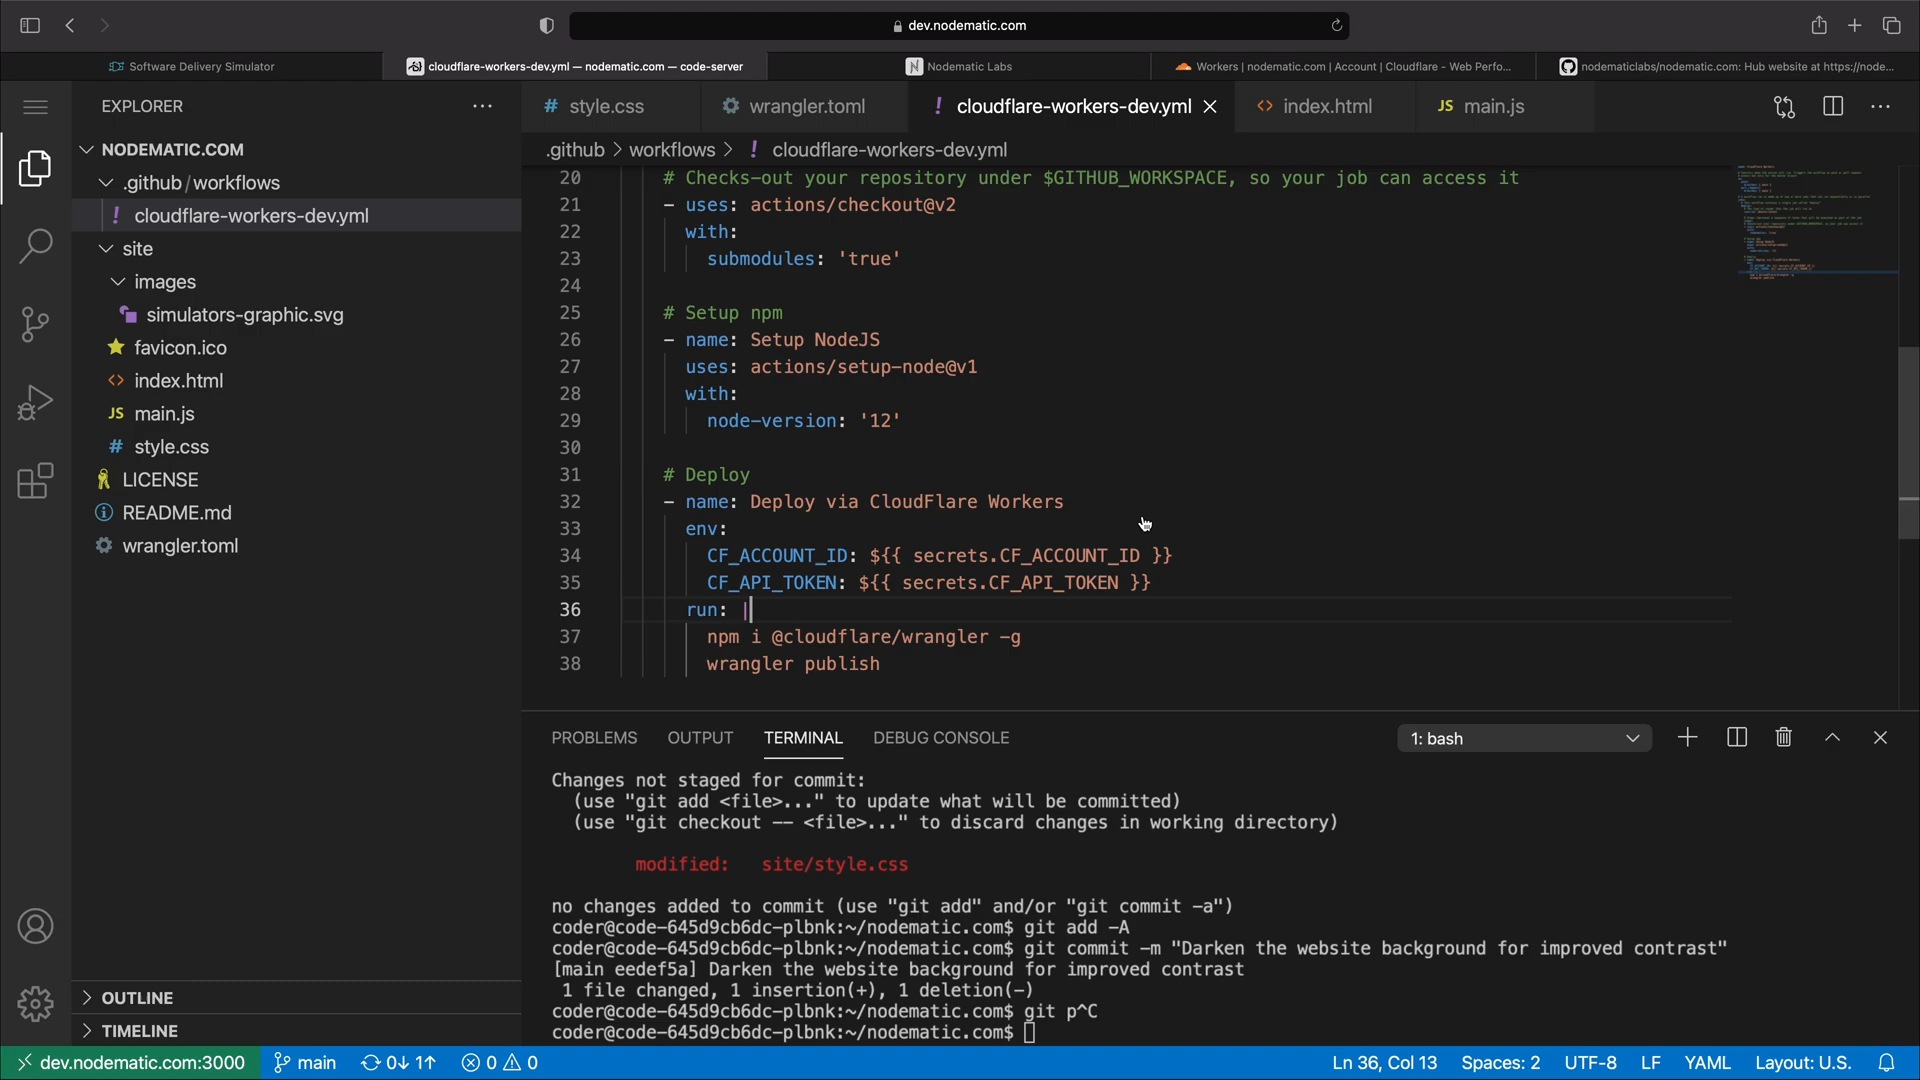 dev.nodematic.com
Software Delivery Simulator
cloudflare-workers-dev.yml — nodematic.com — code-server
N Nodematic Labs
Workers | nodematic.com | Account | Cloudflare - Web Perfo...
nodematiclabs/nodematic.com: Hub website at https://node...
EXPLORER
# style.css
wrangler.toml
! cloudflare-workers-dev.yml
<> index.html
JS main.js
NODEMATIC.COM
.github/workflows
! cloudflare-workers-dev.yml
site
images
simulators-graphic.svg
favicon.ico
<> index.html
JS main.js
# style.css
LICENSE
README.md
wrangler.toml
OUTLINE
TIMELINE
.github > workflows > ! cloudflare-workers-dev.yml
20 # Checks-out your repository under $GITHUB_WORKSPACE, so your job can access it
21 - uses: actions/checkout@v2
22 with:
23 submodules: 'true'
24
25 # Setup npm
26 - name: Setup NodeJS
27 uses: actions/setup-node@v1
28 with:
29 node-version: '12'
30
31 # Deploy
32 - name: Deploy via CloudFlare Workers
33 env:
34 CF_ACCOUNT_ID: ${{ secrets.CF_ACCOUNT_ID }}
35 CF_API_TOKEN: ${{ secrets.CF_API_TOKEN }}
36 run: |
37 npm i @cloudflare/wrangler -g
38 wrangler publish
PROBLEMS OUTPUT TERMINAL DEBUG CONSOLE
1: bash
Changes not staged for commit:
(use "git add <file>..." to update what will be committed)
(use "git checkout -- <file>..." to discard changes in working directory)
modified: site/style.css
no changes added to commit (use "git add" and/or "git commit -a")
coder@code-645d9cb6dc-plbnk:~/nodematic.com$ git add -A
coder@code-645d9cb6dc-plbnk:~/nodematic.com$ git commit -m "Darken the website background for improved contrast"
[main eedef5a] Darken the website background for improved contrast
1 file changed, 1 insertion(+), 1 deletion(-)
coder@code-645d9cb6dc-plbnk:~/nodematic.com$ git p^C
coder@code-645d9cb6dc-plbnk:~/nodematic.com$
dev.nodematic.com:3000
main
0↓ 1↑
0
0
Ln 36, Col 13
Spaces: 2
UTF-8
LF
YAML
Layout: U.S.